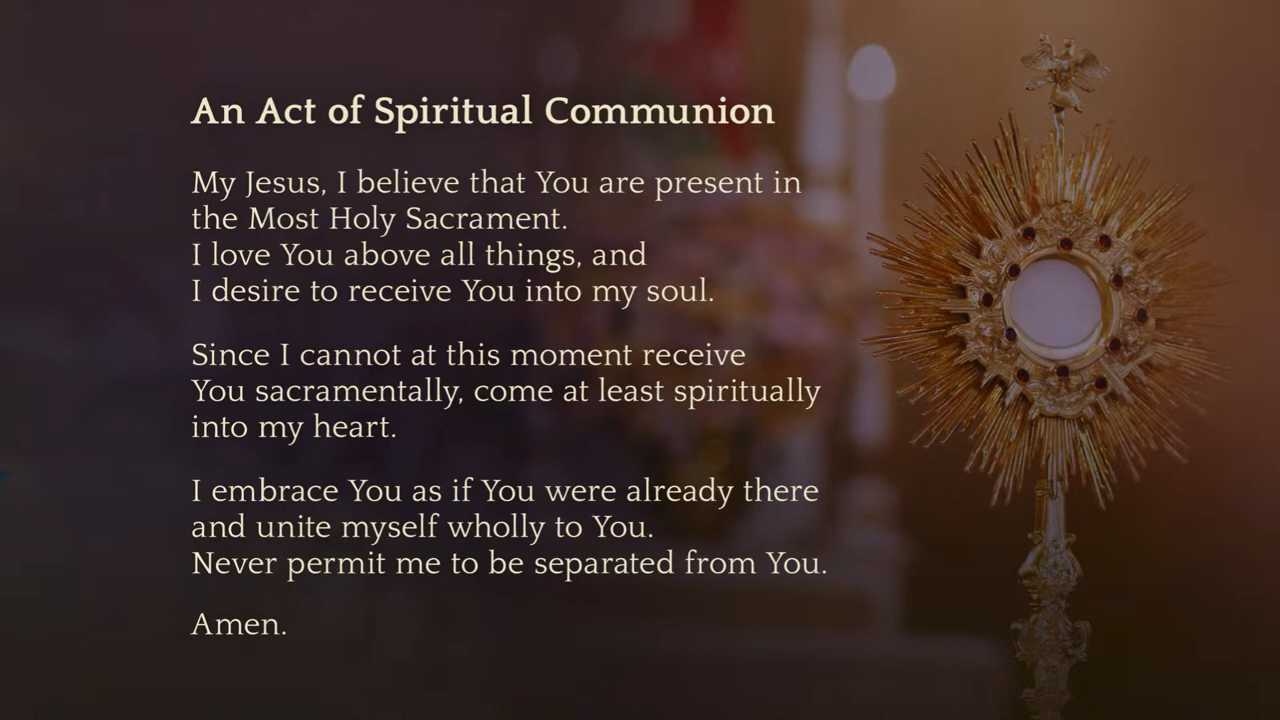 An Act of Spiritual Communion
My Jesus, I believe that You are present in
the Most Holy Sacrament.
I love You above all things, and
I desire to receive You into my soul.
Since I cannot at this moment receive
You sacramentally, come at least spiritually
into my heart.
I embrace You as if You were already there
and unite myself wholly to You.
Never permit me to be separated from You.
Amen.